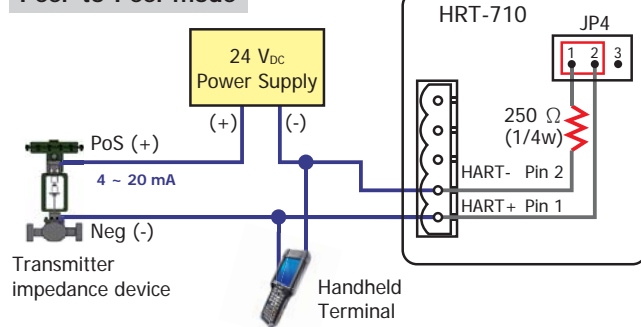 Peer-to-Peer mode
HRT-710
JP4
1 2 3
24 VDC
Power Supply
(+) (-)
250 Ω
(1/4w)
PoS (+)
4 ~ 20 mA
HART- Pin 2
HART+ Pin 1
Neg (-)
Transmitter
impedance device
Handheld
Terminal